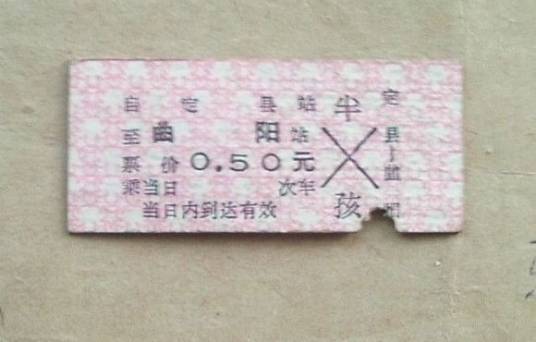 自定县站
至曲阳站
票价0.50元
乘当日 次车
当日内到达有效
半
孩
定县